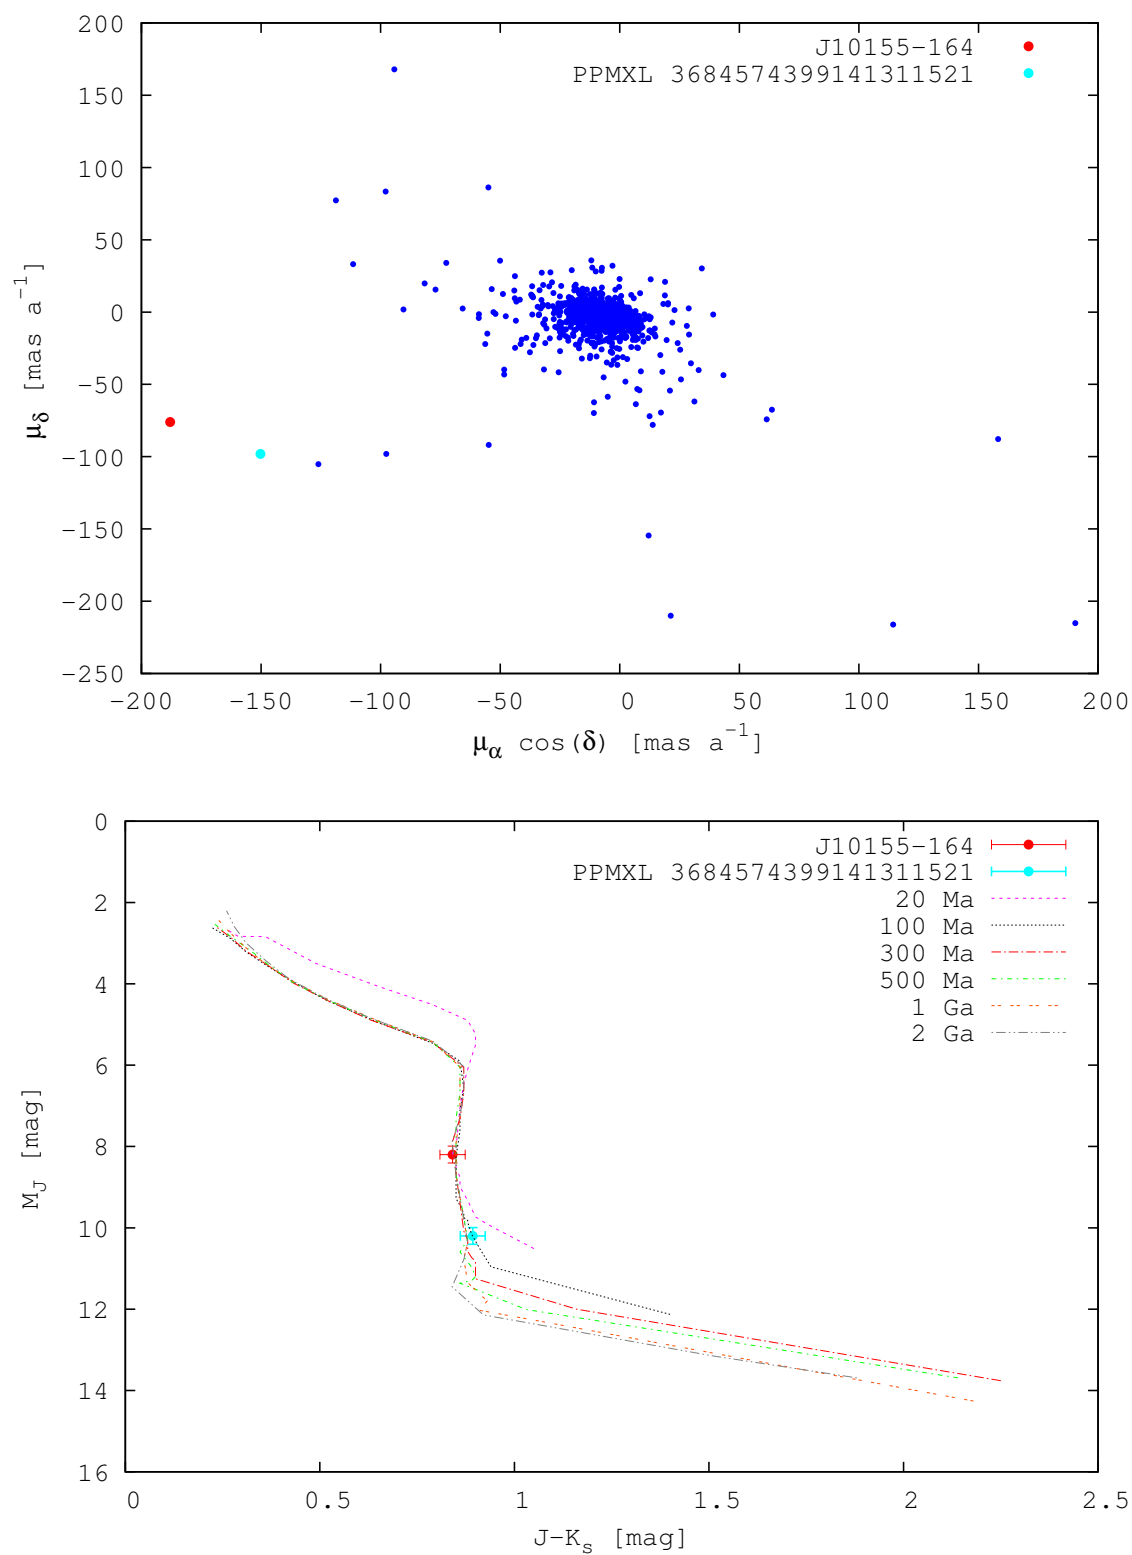 200
150
100
50
0
−50
−100
−150
−200
−250
−200 −150 −100 −50 0 50 100 150 200
μδ [mas a−1]
μα cos(δ) [mas a−1]
J10155−164
PPMXL 3684574399141311521
0
2
4
6
8
10
12
14
16
0 0.5 1 1.5 2 2.5
MJ [mag]
J−Ks [mag]
J10155−164
PPMXL 3684574399141311521
20 Ma
100 Ma
300 Ma
500 Ma
1 Ga
2 Ga